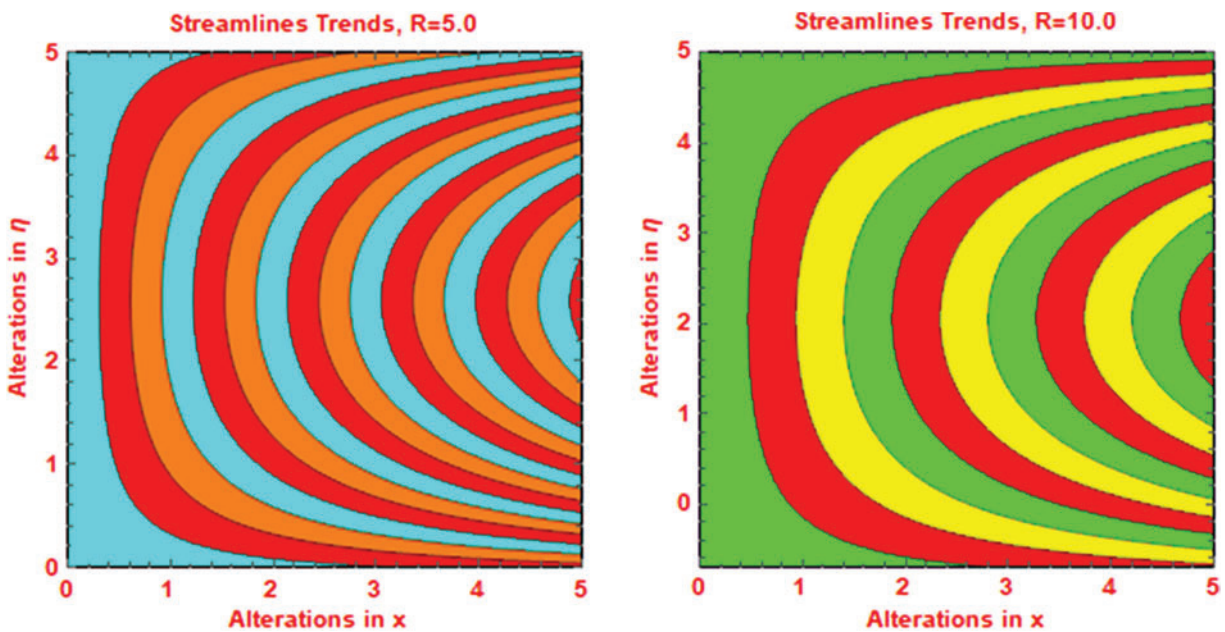 Streamlines Trends, R=5.0
5
4
3
2
1
0
Alterations in η
0 1 2 3 4 5
Alterations in x
Streamlines Trends, R=10.0
5
4
3
2
1
0
Alterations in η
0 1 2 3 4 5
Alterations in x